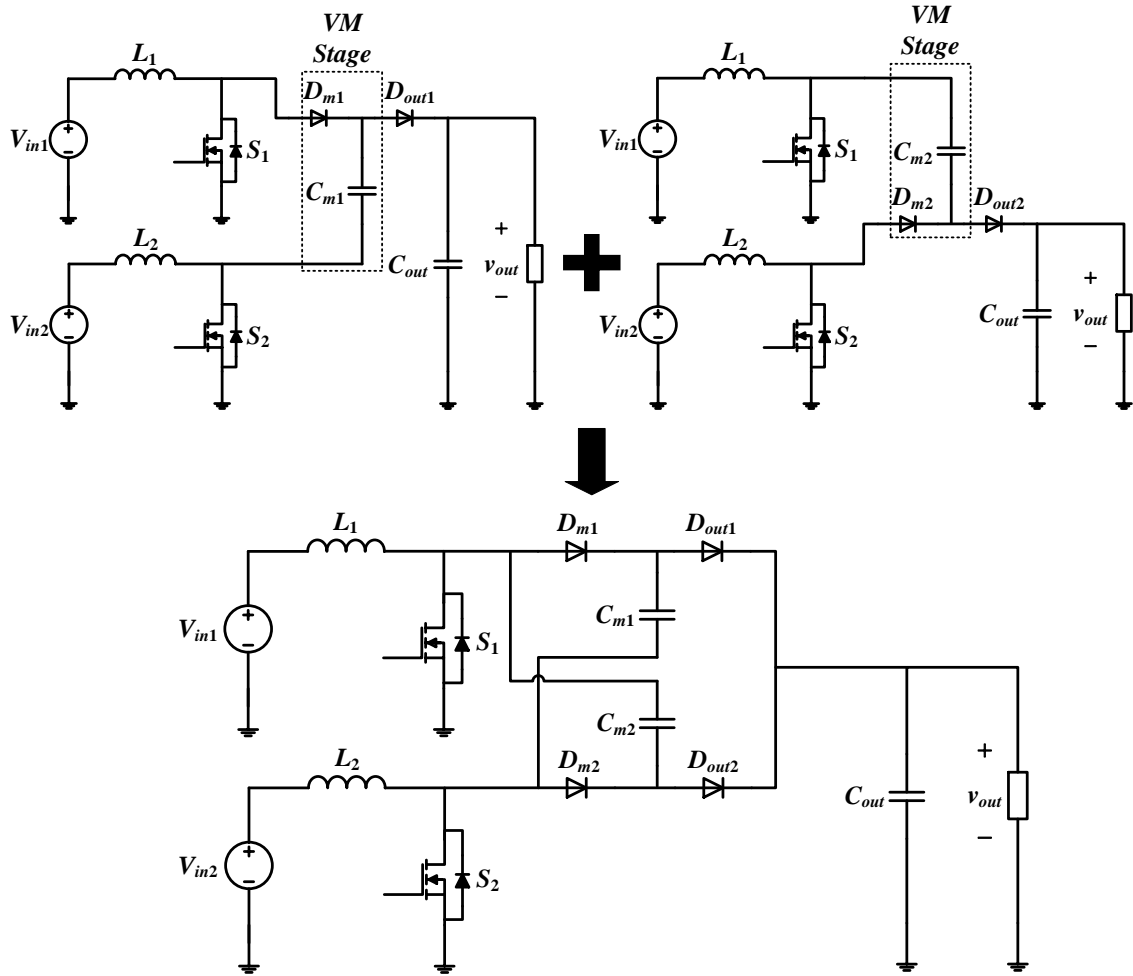 VM
Stage
L1
Dm1
Dout1
Vin1
+
−
S1
Cm1
L2
Vin2
+
−
S2
Cout
+
vout
−
VM
Stage
L1
Vin1
+
−
S1
Cm2
Dm2
Dout2
L2
Vin2
+
−
S2
Cout
+
vout
−
L1
Dm1
Dout1
Vin1
+
−
S1
Cm1
Cm2
L2
Dm2
Dout2
Vin2
+
−
S2
Cout
+
vout
−